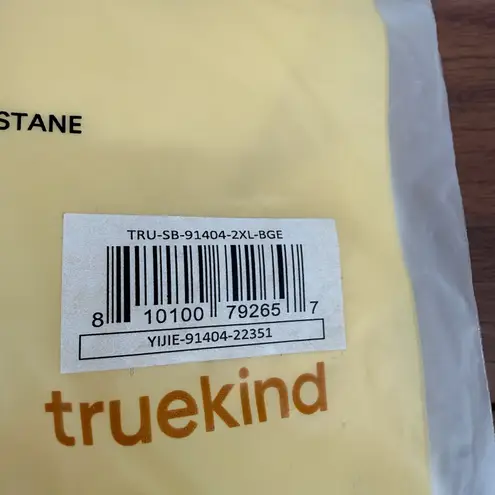 STANE
TRU-SB-91404-2XL-BGE
8 10100 79265 7
YIJIE-91404-22351
truekind